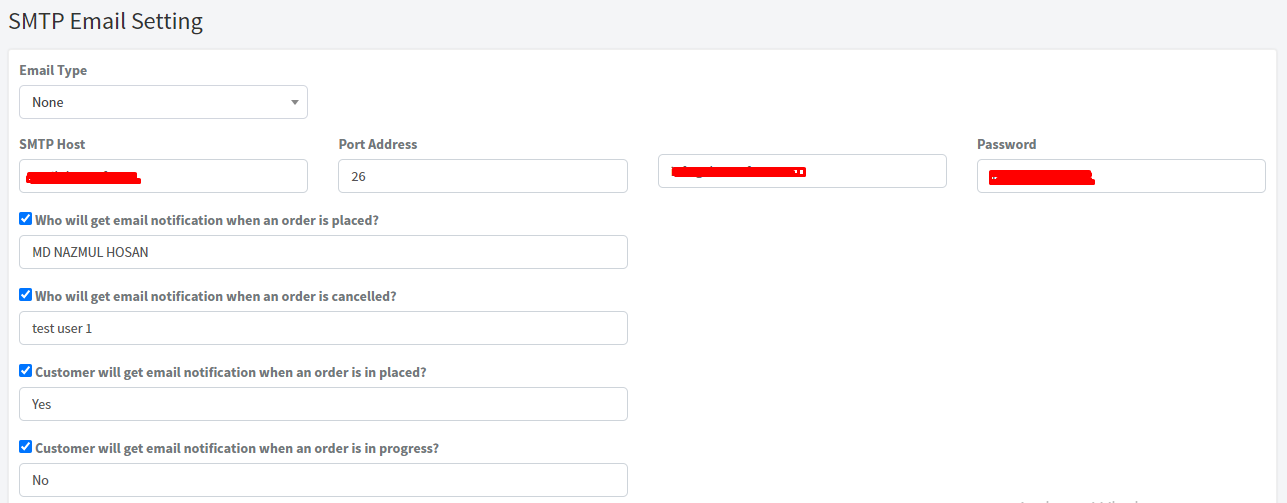 SMTP Email Setting
Email Type
None
SMTP Host
Port Address
Password
26
Who will get email notification when an order is placed?
MD NAZMUL HOSAN
Who will get email notification when an order is cancelled?
test user 1
Customer will get email notification when an order is in placed?
Yes
Customer will get email notification when an order is in progress?
No